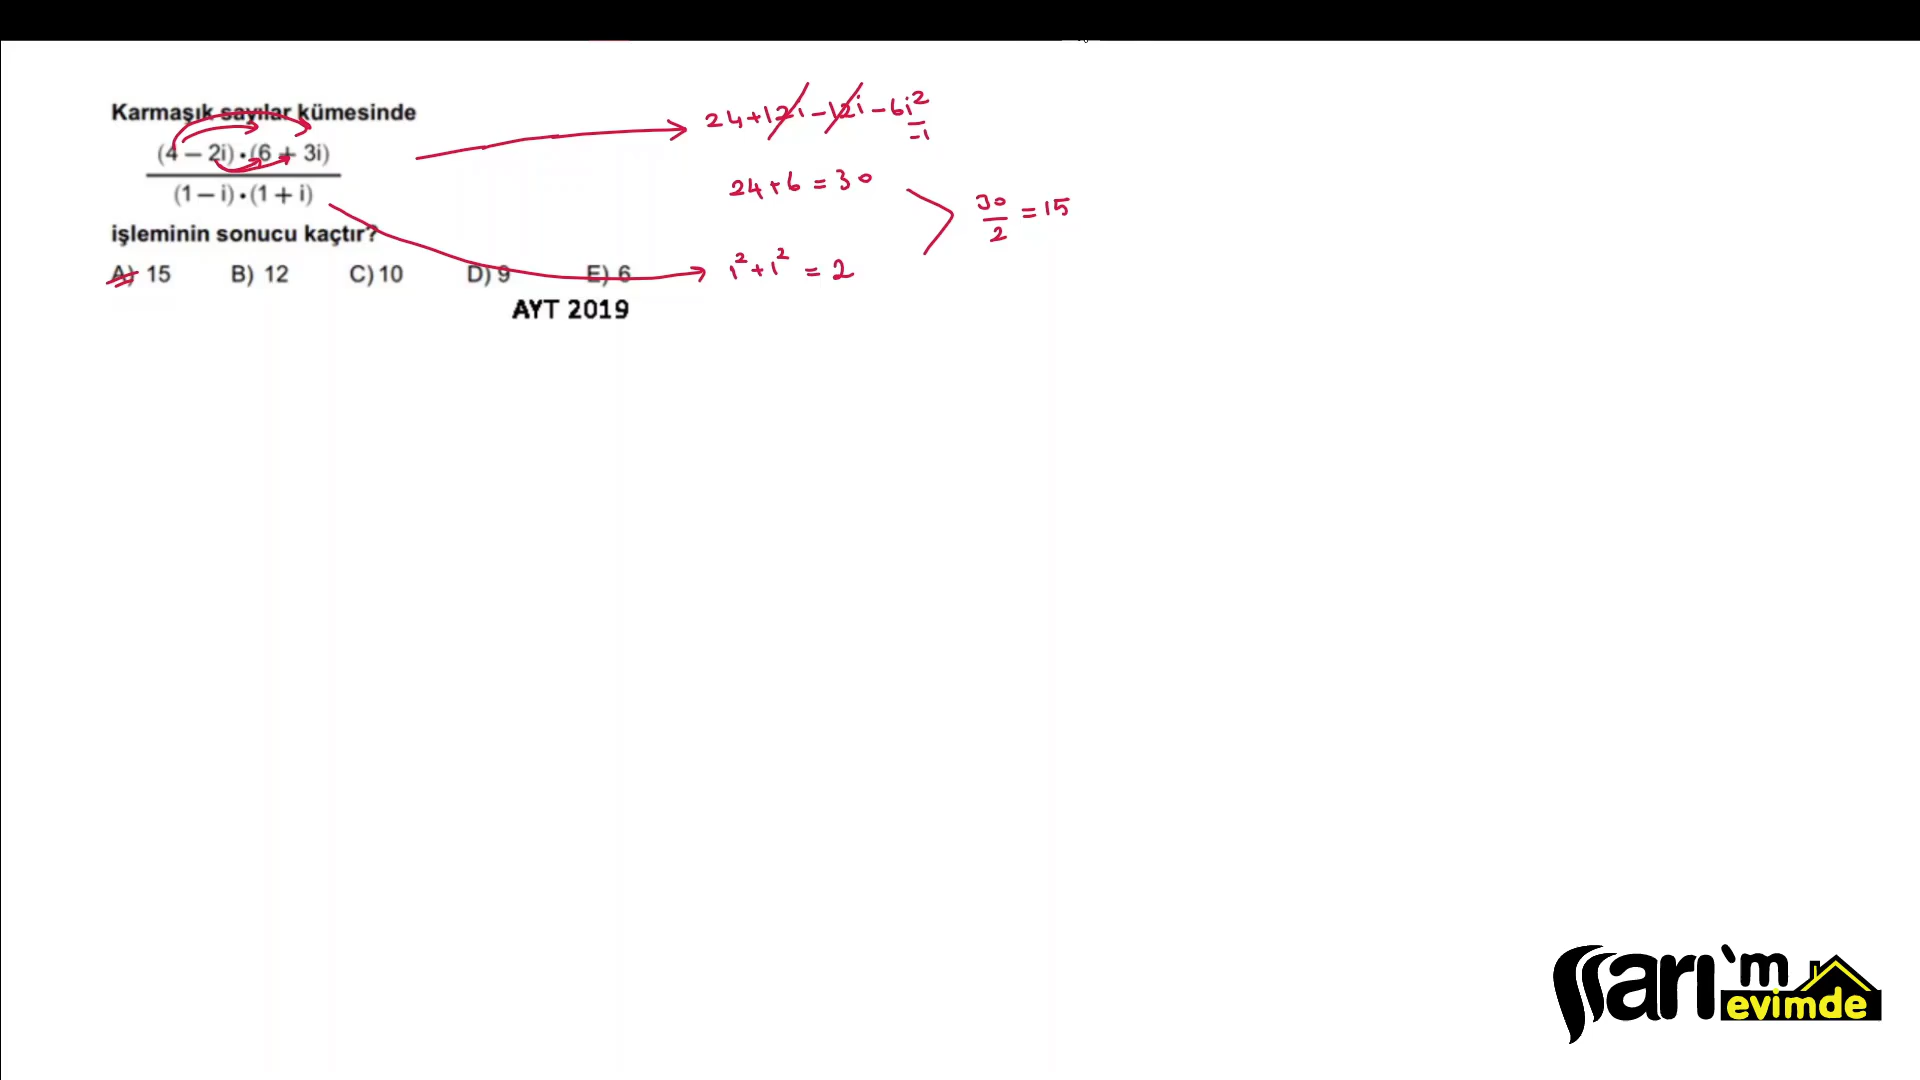 Karmaşık sayılar kümesinde
(4 − 2i) · (6 + 3i)
(1 − i) · (1 + i)
işleminin sonucu kaçtır?
A) 15 B) 12 C) 10 D) 9 E) 6
AYT 2019
24+12i−12i−6i²
−1
24+6=30
1²+1²=2
30/2=15
Sarı'm
evimde